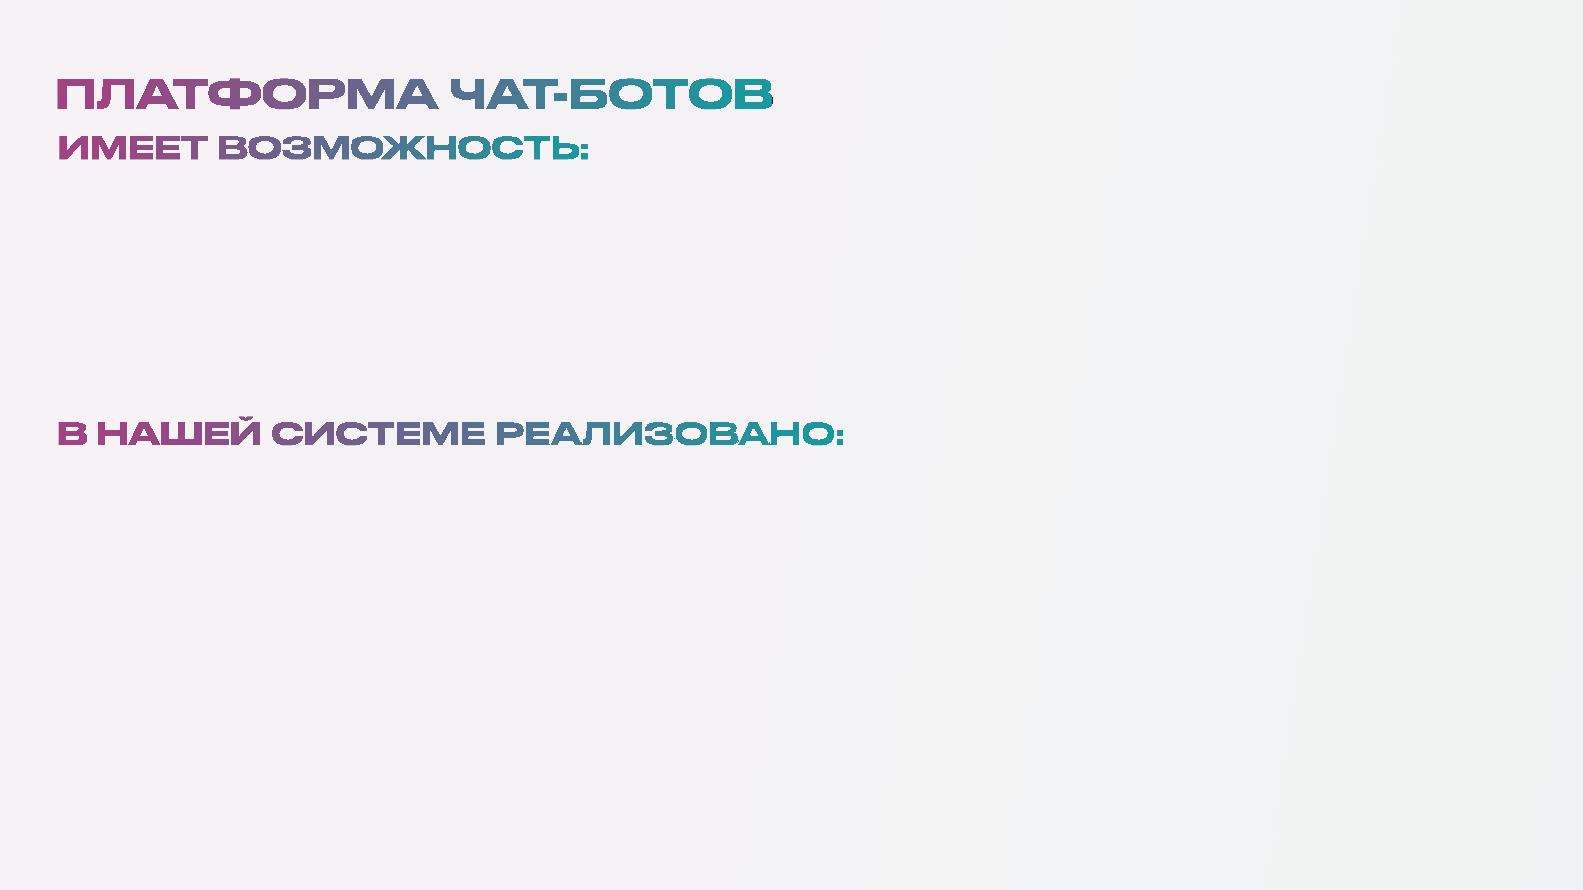 ПЛАТФОРМА ЧАТ-БОТОВ
ИМЕЕТ ВОЗМОЖНОСТЬ:
В НАШЕЙ СИСТЕМЕ РЕАЛИЗОВАНО: